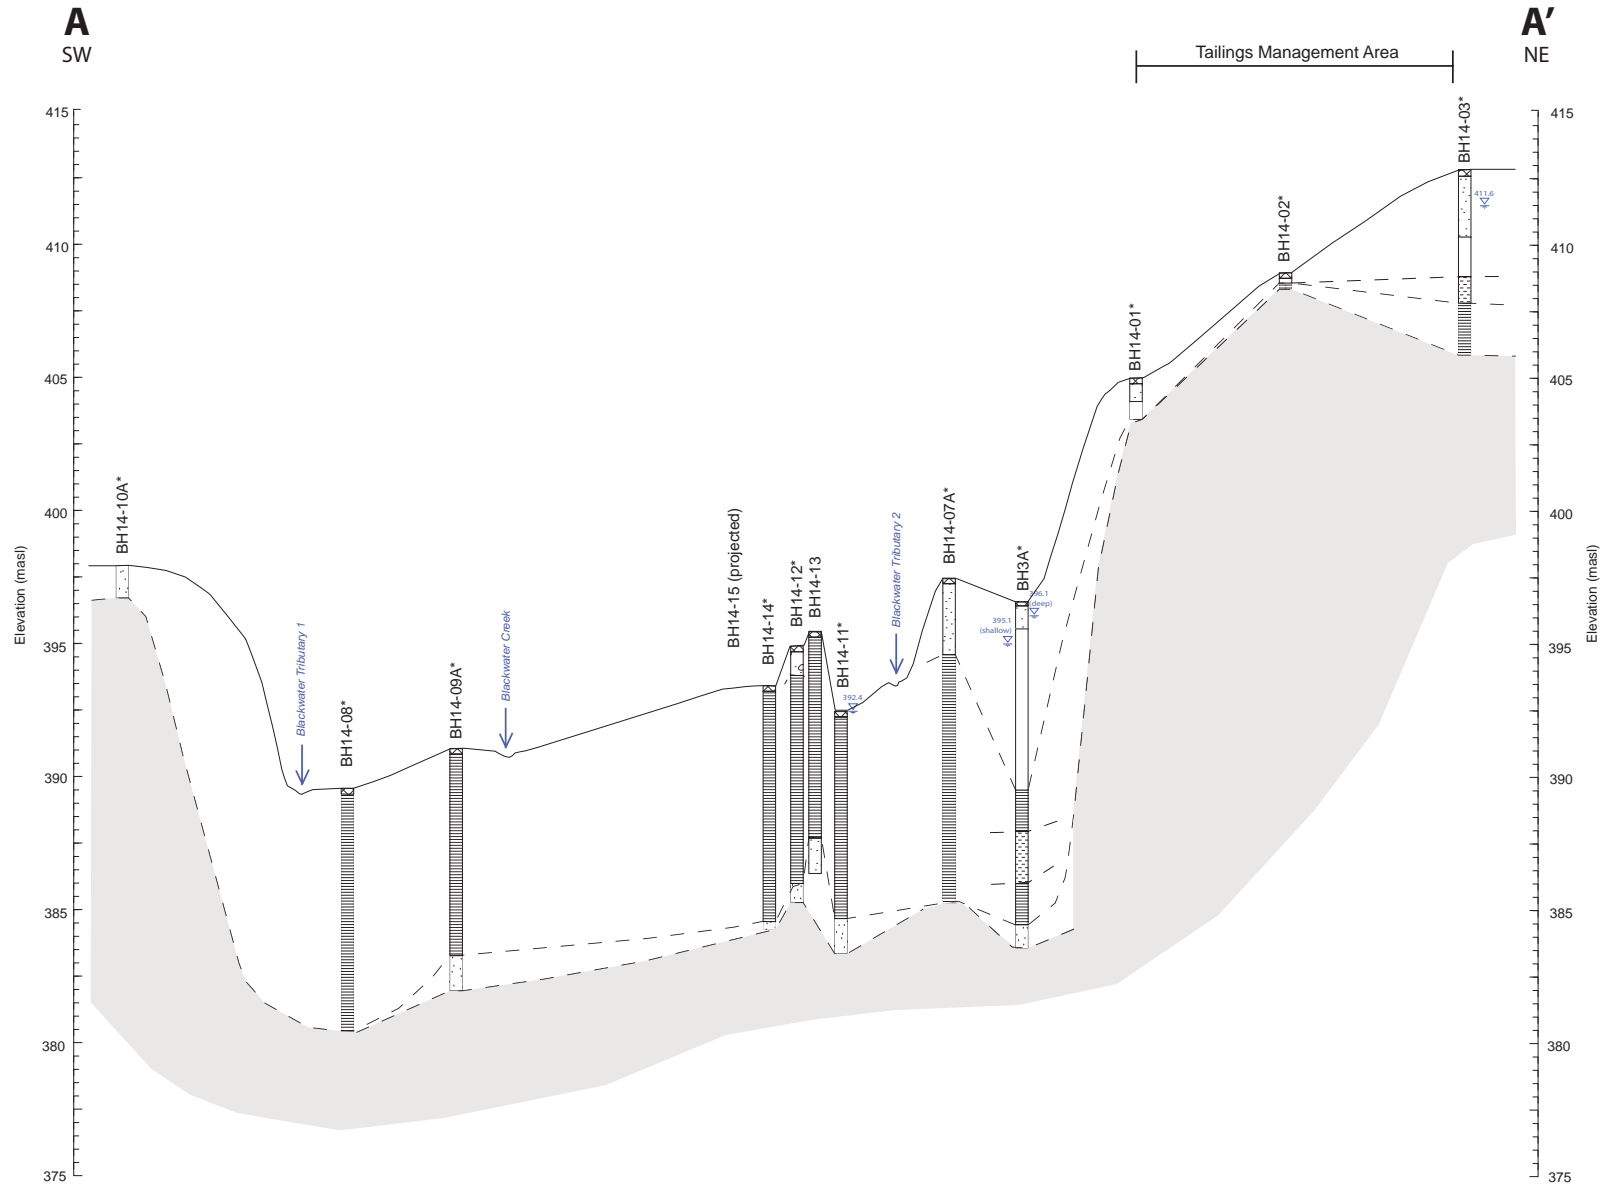 A
SW
A′
NE
Tailings Management Area
BH14-03*
415
415
411.6
BH14-02*
410
410
BH14-01*
405
405
BH14-10A*
400
400
BH14-15 (projected)
BH14-14*
BH14-12*
BH14-13
BH14-11*
Blackwater Tributary 2
BH14-07A*
BH3A*
396.1
(deep)
395.1
(shallow)
Elevation (masl)
Elevation (masl)
395
395
Blackwater Tributary 1
BH14-08*
BH14-09A*
Blackwater Creek
392.4
390
390
385
385
380
380
375
375